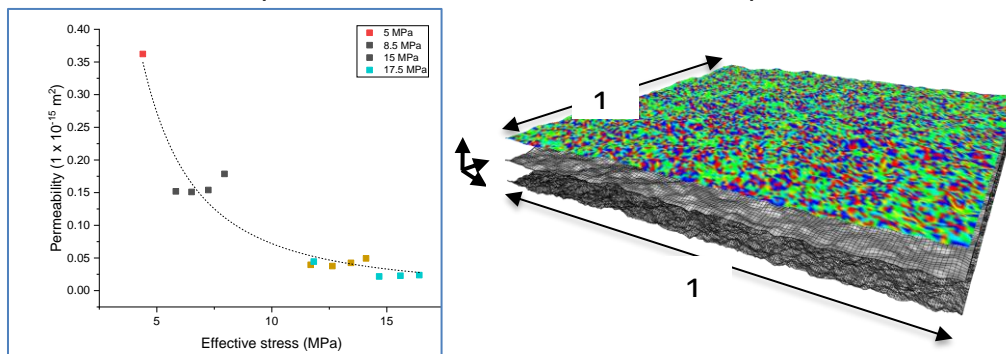 0.40
0.35
0.30
0.25
0.20
0.15
0.10
0.05
0.00
Permeability (1 x 10⁻¹⁵ m²)
5 MPa
8.5 MPa
15 MPa
17.5 MPa
5
10
15
Effective stress (MPa)
1
1